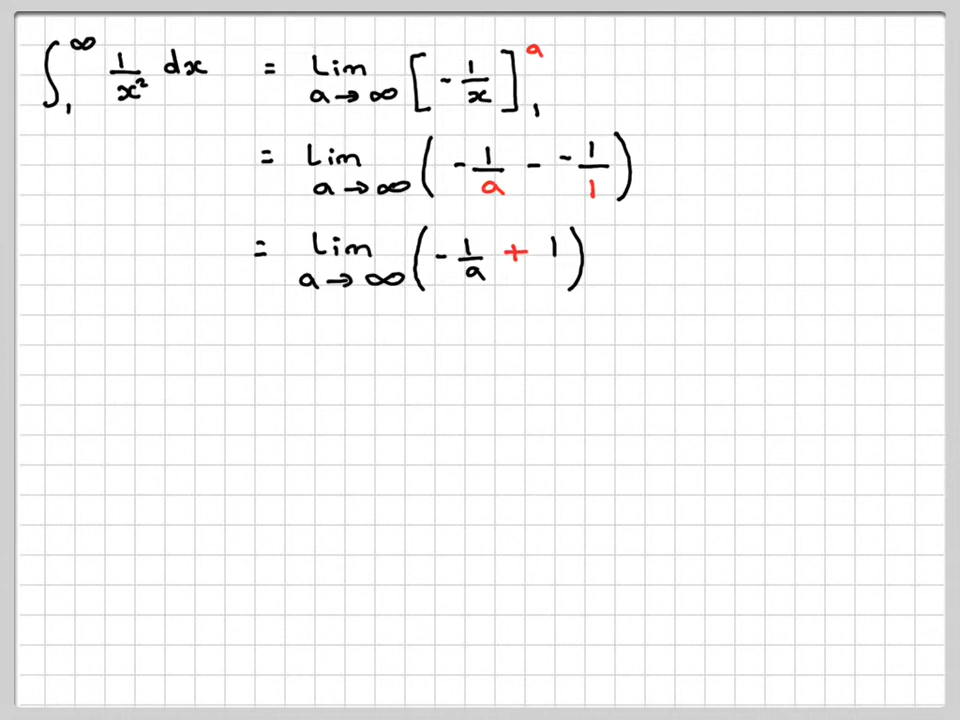 ∫₁^∞ 1/x² dx = Lim a→∞ [-1/x]₁^a
= Lim a→∞ (-1/a - -1/1)
= Lim a→∞ (-1/a + 1)